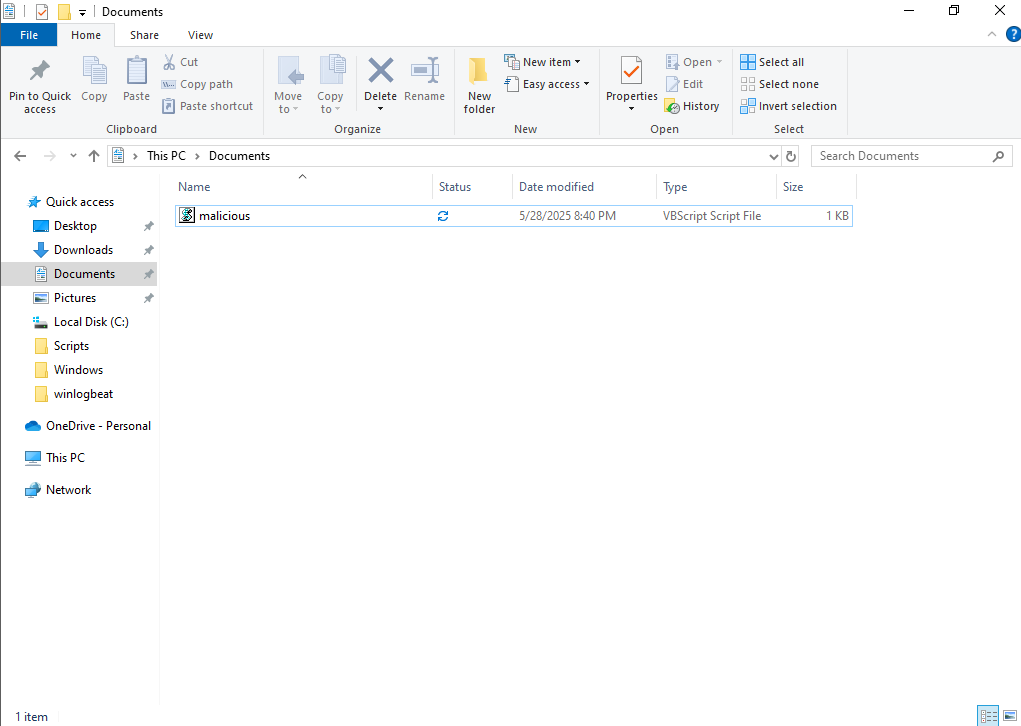 Documents
File Home Share View
Pin to Quick access
Copy
Paste
Cut
Copy path
Paste shortcut
Clipboard
Move to
Copy to
Delete
Rename
Organize
New folder
New item
Easy access
New
Properties
Open
Edit
History
Open
Select all
Select none
Invert selection
Select
This PC > Documents
Search Documents
Name Status Date modified Type Size
malicious 5/28/2025 8:40 PM VBScript Script File 1 KB
Quick access
Desktop
Downloads
Documents
Pictures
Local Disk (C:)
Scripts
Windows
winlogbeat
OneDrive - Personal
This PC
Network
1 item